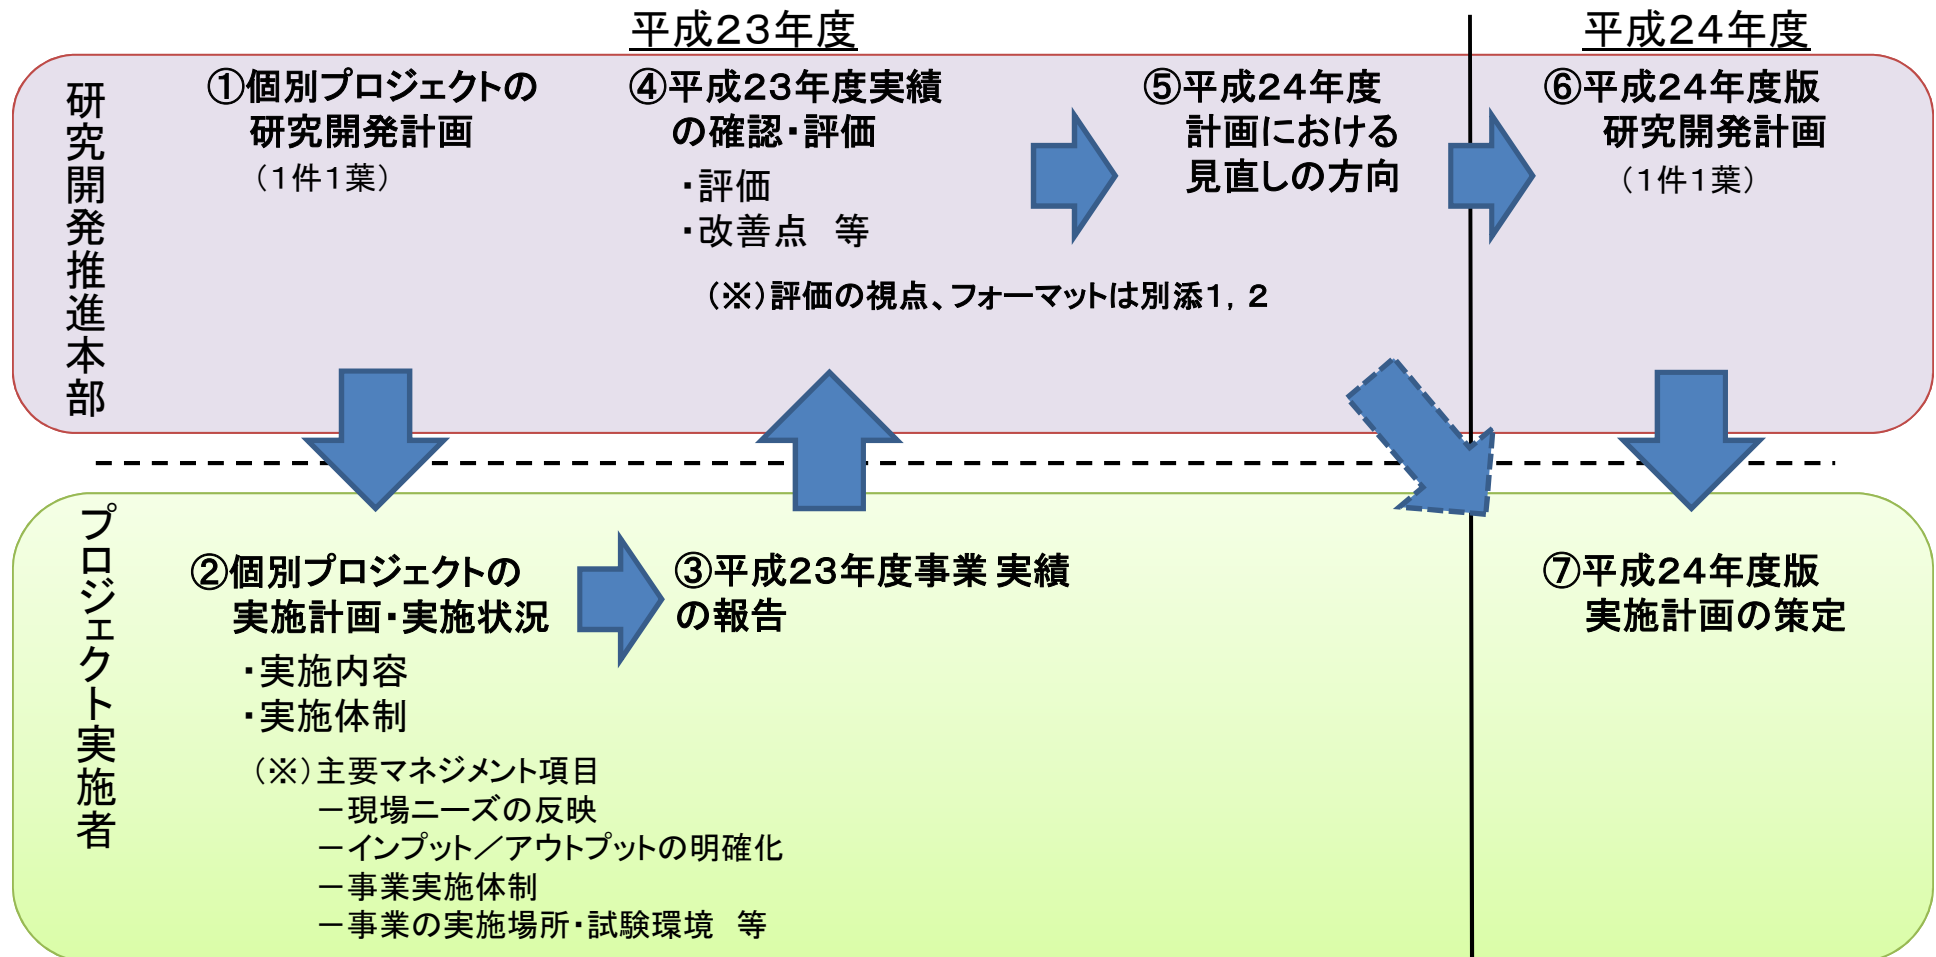 平成23年度
平成24年度
研究開発推進本部
①個別プロジェクトの
研究開発計画
（1件1葉）
④平成23年度実績
の確認・評価
・評価
・改善点　等
（※）評価の視点、フォーマットは別添1，2
⑤平成24年度
計画における
見直しの方向
⑥平成24年度版
研究開発計画
（1件1葉）
プロジェクト実施者
②個別プロジェクトの
実施計画・実施状況
・実施内容
・実施体制
（※）主要マネジメント項目
－現場ニーズの反映
－インプット／アウトプットの明確化
－事業実施体制
－事業の実施場所・試験環境　等
③平成23年度事業 実績
の報告
⑦平成24年度版
実施計画の策定